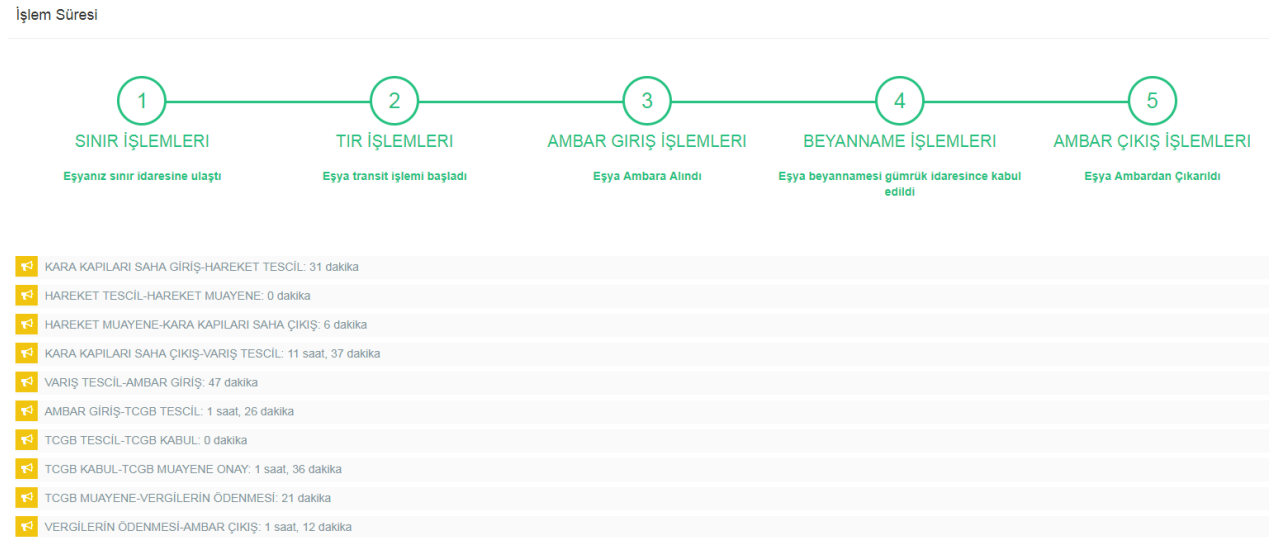 İşlem Süresi
1 2 3 4 5
SINIR İŞLEMLERI TIR İŞLEMLERI AMBAR GIRIŞ İŞLEMLERI BEYANNAME İŞLEMLERI AMBAR ÇIKIŞ İŞLEMLERI
Eşyanız sınır idaresine ulaştı Eşya transit işlemi başladı Eşya Ambara Alındı Eşya beyannamesi gümrük idaresince kabul Eşya Ambardan Çıkarıldı
edildi
KARA KAPILARI SAHA GİRİŞ-HAREKET TESCİL: 31 dakika
HAREKET TESCİL-HAREKET MUAYENE: 0 dakika
HAREKET MUAYENE-KARA KAPILARI SAHA ÇIKIŞ: 6 dakika
KARA KAPILARI SAHA ÇIKIŞ-VARIŞ TESCİL: 11 saat, 37 dakika
VARIŞ TESCİL-AMBAR GİRİŞ: 47 dakika
AMBAR GİRİŞ-TCGB TESCİL: 1 saat, 26 dakika
TCGB TESCİL-TCGB KABUL: 0 dakika
TCGB KABUL-TCGB MUAYENE ONAY: 1 saat, 36 dakika
TCGB MUAYENE-VERGİLERİN ÖDENMESİ: 21 dakika
VERGİLERİN ÖDENMESİ-AMBAR ÇIKIŞ: 1 saat, 12 dakika